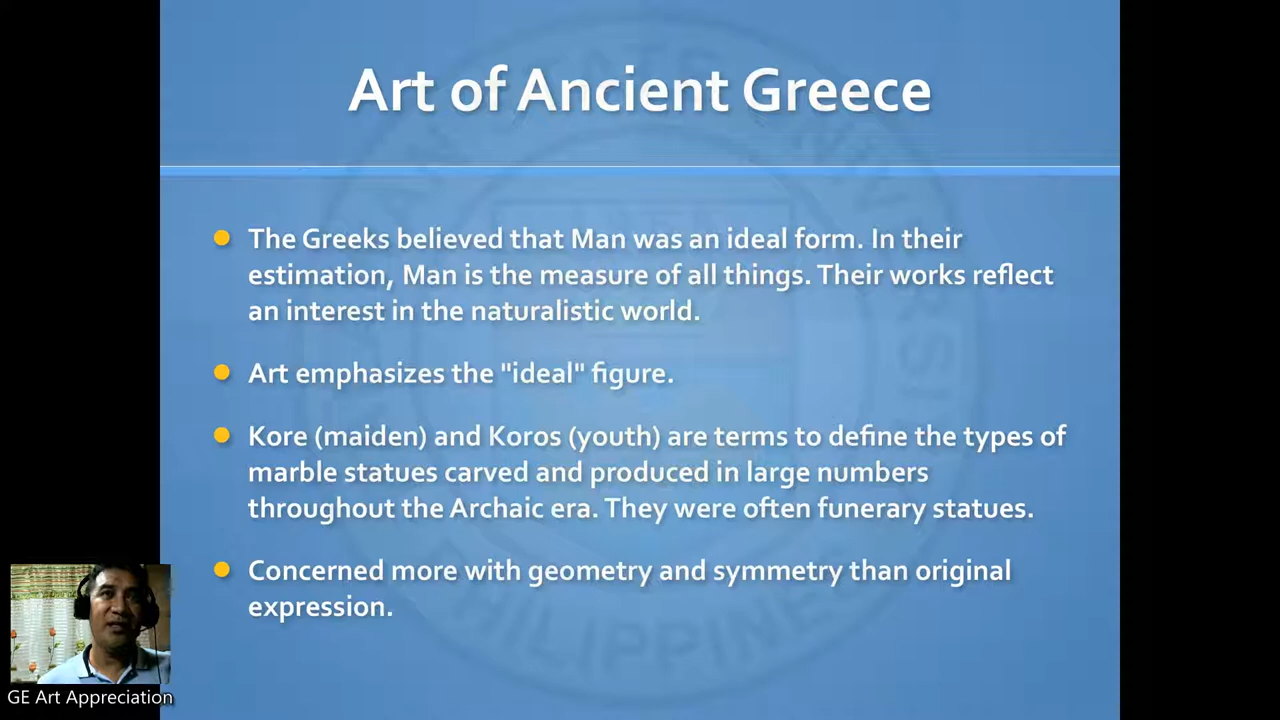 Art of Ancient Greece
The Greeks believed that Man was an ideal form. In their
estimation, Man is the measure of all things. Their works reflect
an interest in the naturalistic world.
Art emphasizes the "ideal" figure.
Kore (maiden) and Koros (youth) are terms to define the types of
marble statues carved and produced in large numbers
throughout the Archaic era. They were often funerary statues.
Concerned more with geometry and symmetry than original
expression.
GE Art Appreciation
PHILIPPINES